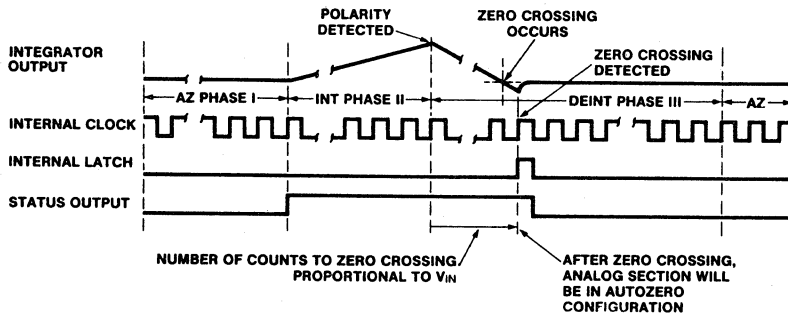 POLARITY
DETECTED
ZERO CROSSING
OCCURS
INTEGRATOR
OUTPUT
ZERO CROSSING
DETECTED
AZ PHASE I
INT PHASE II
DEINT PHASE III
AZ
INTERNAL CLOCK
INTERNAL LATCH
STATUS OUTPUT
NUMBER OF COUNTS TO ZERO CROSSING
PROPORTIONAL TO VIN
AFTER ZERO CROSSING,
ANALOG SECTION WILL
BE IN AUTOZERO
CONFIGURATION